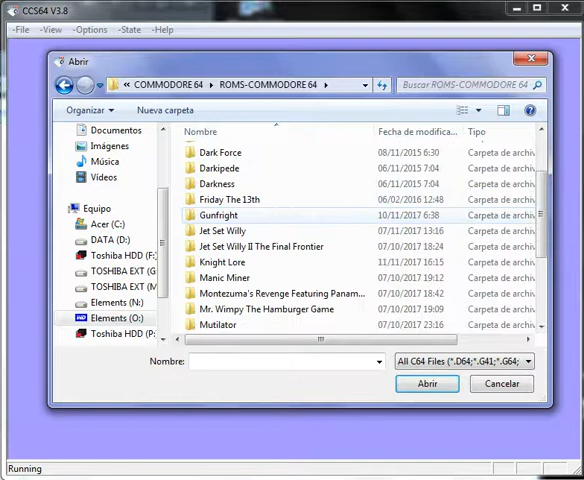 CCS64 V3.8
-File -View -Options -State -Help
Abrir
« COMMODORE 64 ROMS-COMMODORE 64 Buscar ROMS-COMMODORE 64
Organizar Nueva carpeta
Nombre Fecha de modifica... Tipo
Documentos
Imágenes
Música
Vídeos
Equipo
Acer (C:)
DATA (D:)
Toshiba HDD (F:
TOSHIBA EXT (G
TOSHIBA EXT (M
Elements (N:)
Elements (O:)
Toshiba HDD (P:
Dark Force 08/11/2015 6:30 Carpeta de archiv
Darkipede 06/11/2015 7:04 Carpeta de archiv
Darkness 06/11/2015 7:04 Carpeta de archiv
Friday The 13th 06/02/2016 12:48 Carpeta de archiv
Gunfright 10/11/2017 6:38 Carpeta de archiv
Jet Set Willy 07/11/2017 13:16 Carpeta de archiv
Jet Set Willy II The Final Frontier 07/10/2017 18:24 Carpeta de archiv
Knight Lore 11/11/2017 16:15 Carpeta de archiv
Manic Miner 07/10/2017 19:12 Carpeta de archiv
Montezuma's Revenge Featuring Panam... 07/10/2017 18:42 Carpeta de archiv
Mr. Wimpy The Hamburger Game 07/10/2017 19:09 Carpeta de archiv
Mutilator 07/10/2017 23:16 Carpeta de archiv
Nombre: All C64 Files (*.D64;*.G41;*.G64;
Abrir Cancelar
Running